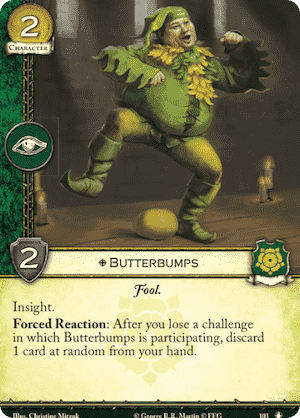 2
CHARACTER
2
BUTTERBUMPS
Fool.
Insight.
Forced Reaction: After you lose a challenge
in which Butterbumps is participating, discard
1 card at random from your hand.
Illus. Christine Mitzuk
© George R.R. Martin © FFG
183